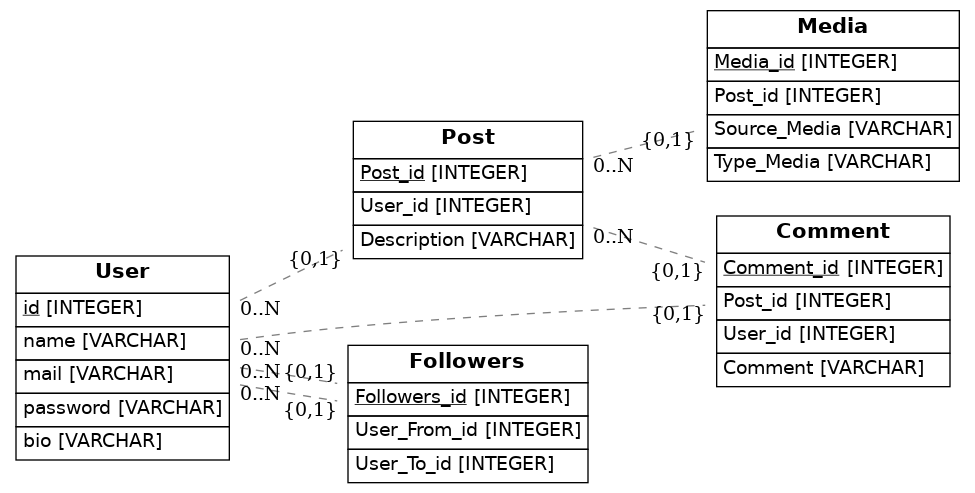 Media
Media_id [INTEGER]
Post_id [INTEGER]
Source_Media [VARCHAR]
Type_Media [VARCHAR]
{0,1}
0..N
Post
Post_id [INTEGER]
User_id [INTEGER]
Description [VARCHAR]
0..N
{0,1}
Comment
Comment_id [INTEGER]
Post_id [INTEGER]
User_id [INTEGER]
Comment [VARCHAR]
{0,1}
{0,1}
0..N
User
id [INTEGER]
name [VARCHAR]
mail [VARCHAR]
password [VARCHAR]
bio [VARCHAR]
0..N
0..N {0,1}
0..N
{0,1}
Followers
Followers_id [INTEGER]
User_From_id [INTEGER]
User_To_id [INTEGER]